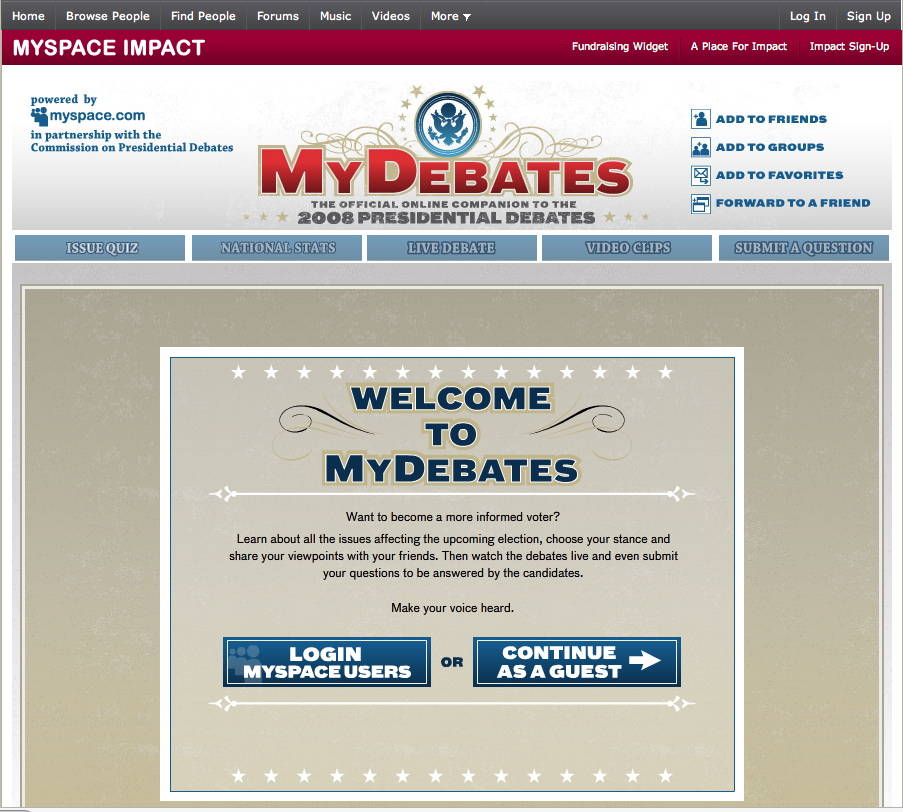 Home Browse People Find People Forums Music Videos More Log In Sign Up
MYSPACE IMPACT Fundraising Widget A Place For Impact Impact Sign-Up
powered by
myspace.com
in partnership with the
Commission on Presidential Debates
MYDEBATES
THE OFFICIAL ONLINE COMPANION TO THE
2008 PRESIDENTIAL DEBATES
ADD TO FRIENDS
ADD TO GROUPS
ADD TO FAVORITES
FORWARD TO A FRIEND
ISSUE QUIZ NATIONAL STATS LIVE DEBATE VIDEO CLIPS SUBMIT A QUESTION
WELCOME
TO
MYDEBATES
Want to become a more informed voter?
Learn about all the issues affecting the upcoming election, choose your stance and
share your viewpoints with your friends. Then watch the debates live and even submit
your questions to be answered by the candidates.
Make your voice heard.
LOGIN
MYSPACE USERS
OR
CONTINUE
AS A GUEST